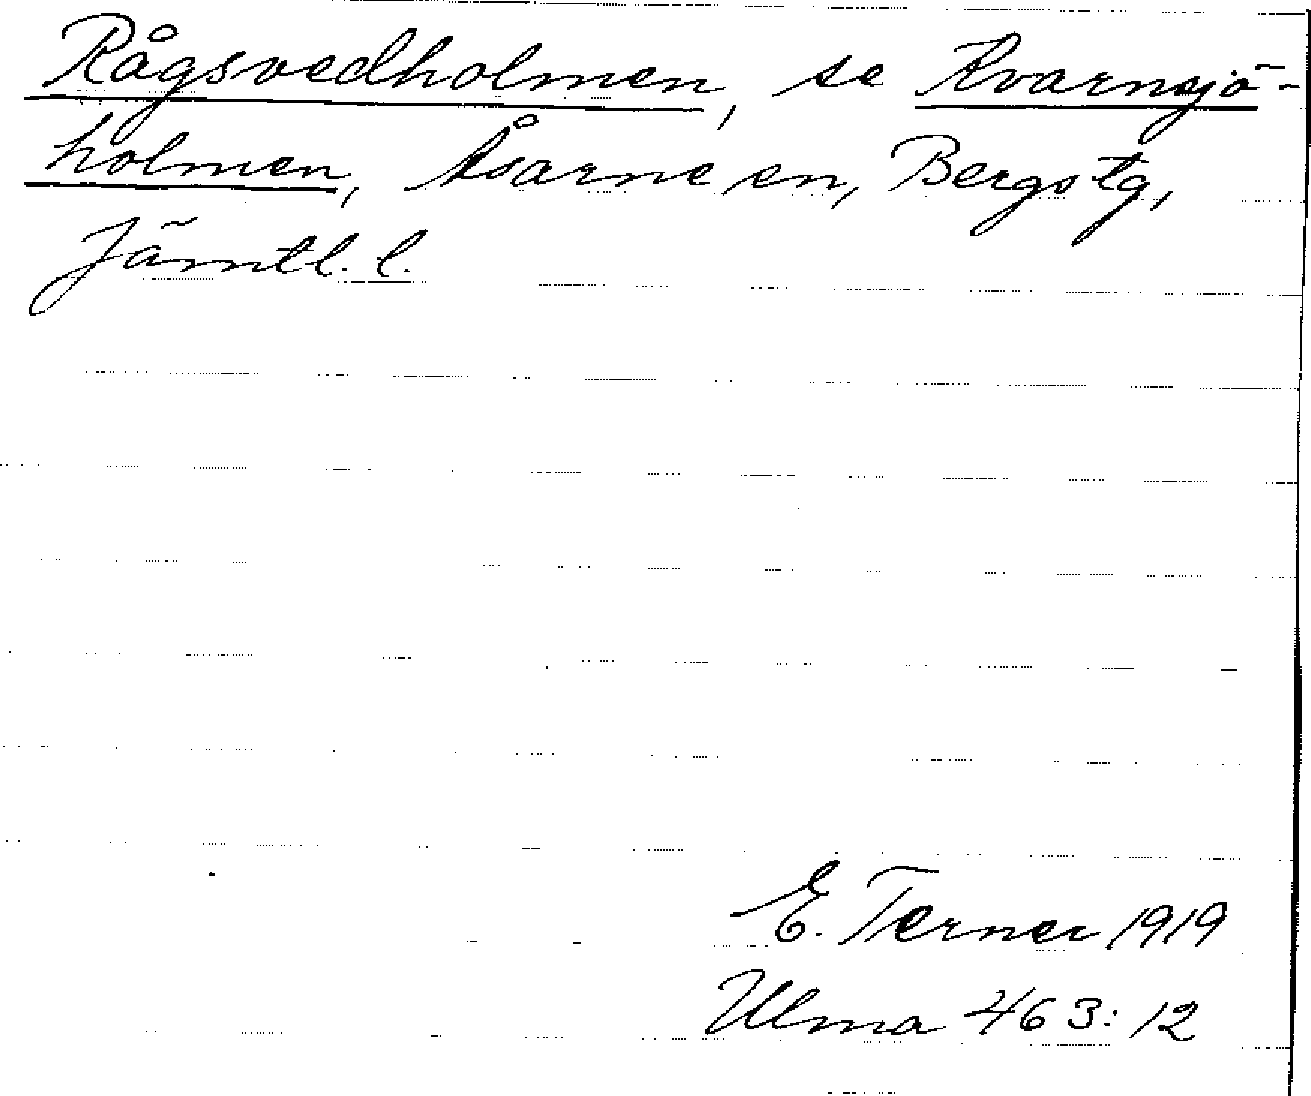 Rågsvedholmen, se Kvarnsjö-
holmen, Åsarne sn, Bergs tg,
Jämtl. l.
E. Terner 1919
Ulma 463:12